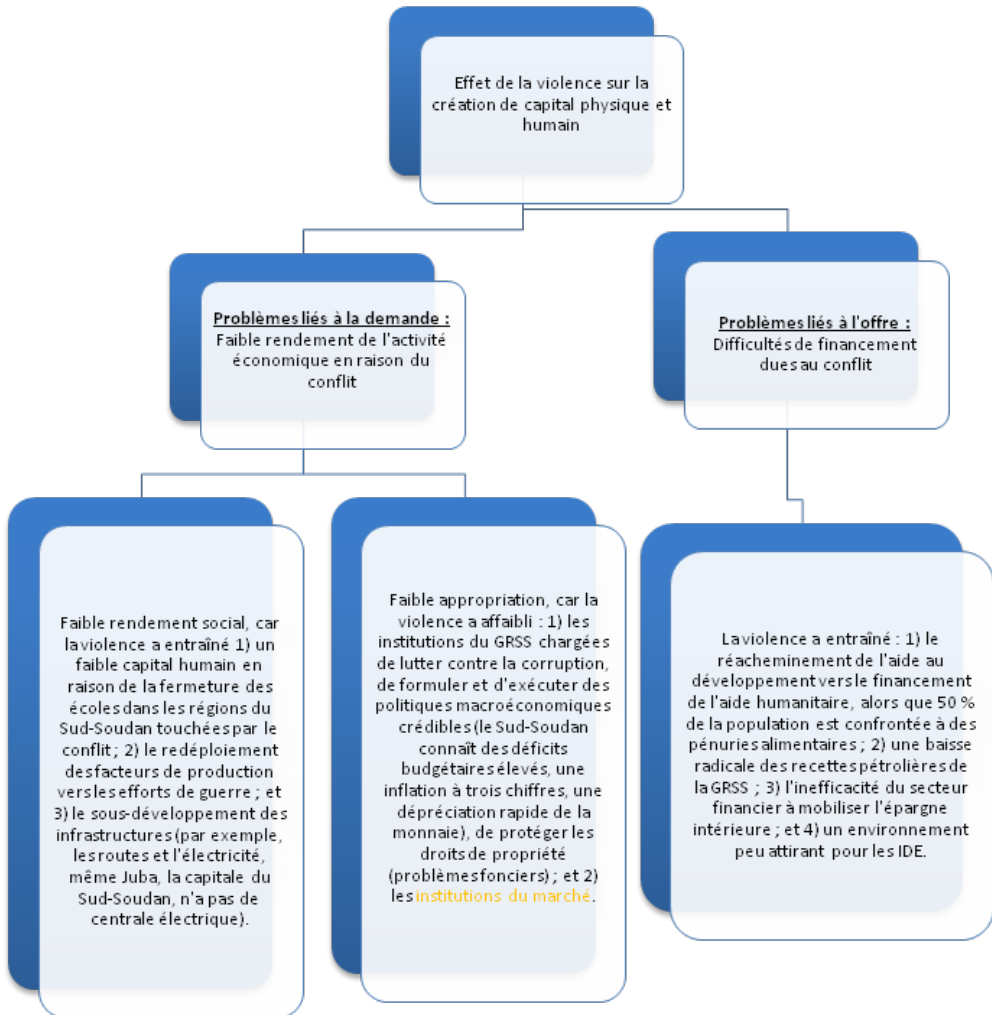 Effet de la violence sur la
création de capital physique et
humain
Problèmes liés à la demande :
Faible rendement de l'activité
économique en raison du
conflit
Problèmes liés à l'offre :
Difficultés de financement
dues au conflit
Faible rendement social, car
la violence a entraîné 1) un
faible capital humain en
raison de la fermeture des
écoles dans les régions du
Sud-Soudan touchées par le
conflit ; 2) le redéploiement
des facteurs de production
vers les efforts de guerre ; et
3) le sous-développement des
infrastructures (par exemple,
les routes et l'électricité,
même Juba, la capitale du
Sud-Soudan, n'a pas de
centrale électrique).
Faible appropriation, car la
violence a affaibli : 1) les
institutions du GRSS chargées
de lutter contre la corruption,
de formuler et d'exécuter des
politiques macroéconomiques
crédibles (le Sud-Soudan
connaît des déficits
budgétaires élevés, une
inflation à trois chiffres, une
dépréciation rapide de la
monnaie), de protéger les
droits de propriété
(problèmes fonciers) ; et 2)
les institutions du marché.
La violence a entraîné : 1) le
réacheminement de l'aide au
développement vers le financement
de l'aide humanitaire, alors que 50 %
de la population est confrontée à des
pénuries alimentaires ; 2) une baisse
radicale des recettes pétrolières de
la GRSS ; 3) l'inefficacité du secteur
financier à mobiliser l'épargne
intérieure ; et 4) un environnement
peu attirant pour les IDE.